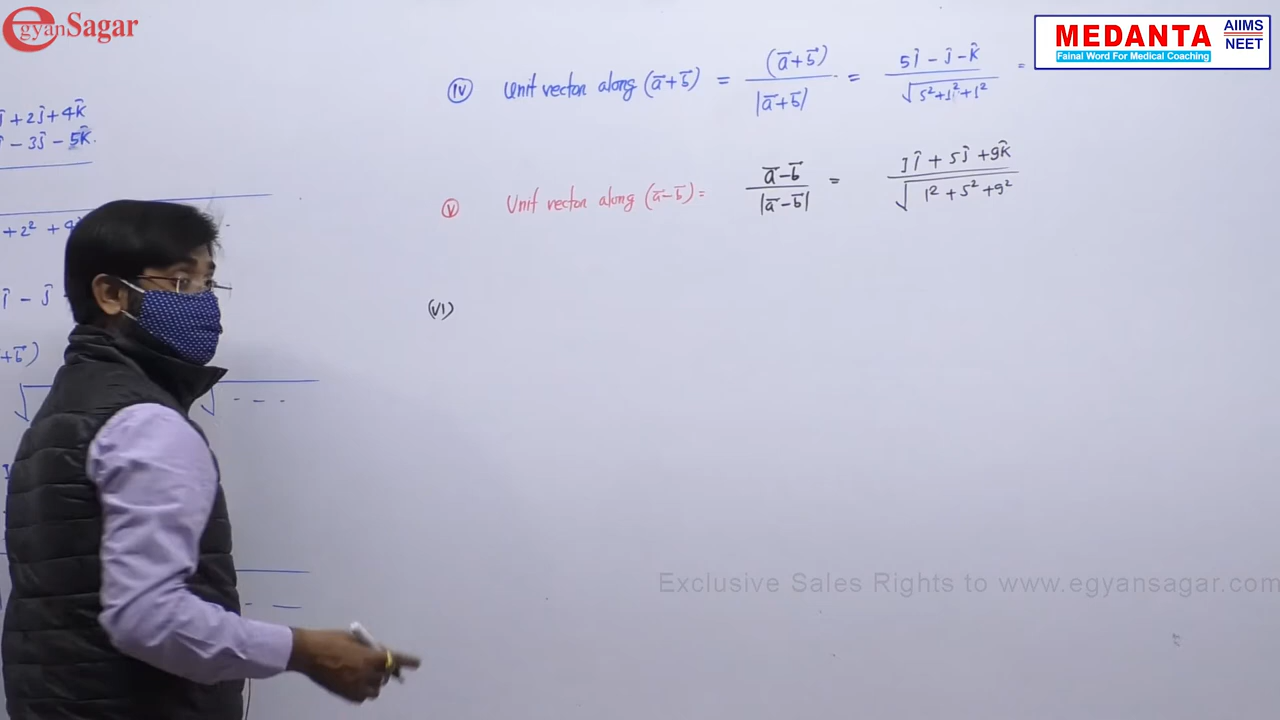 egyanSagar
MEDANTA AIIMS NEET
Fainal Word For Medical Coaching
+ 2ĵ + 4k̂
- 3ĵ - 5k̂.
+ 2² + 4
î - ĵ
+b⃗)
√ - - -
(iv) Unit vector along (a⃗+b⃗) = (a⃗+b⃗) / |a⃗+b⃗| = 5î - ĵ - k̂ / √5²+1²+1² =
(v) Unit vector along (a⃗-b⃗) = a⃗-b⃗ / |a⃗-b⃗| = 1î + 5ĵ + 9k̂ / √1² + 5² + 9²
(vi)
Exclusive Sales Rights to www.egyansagar.com